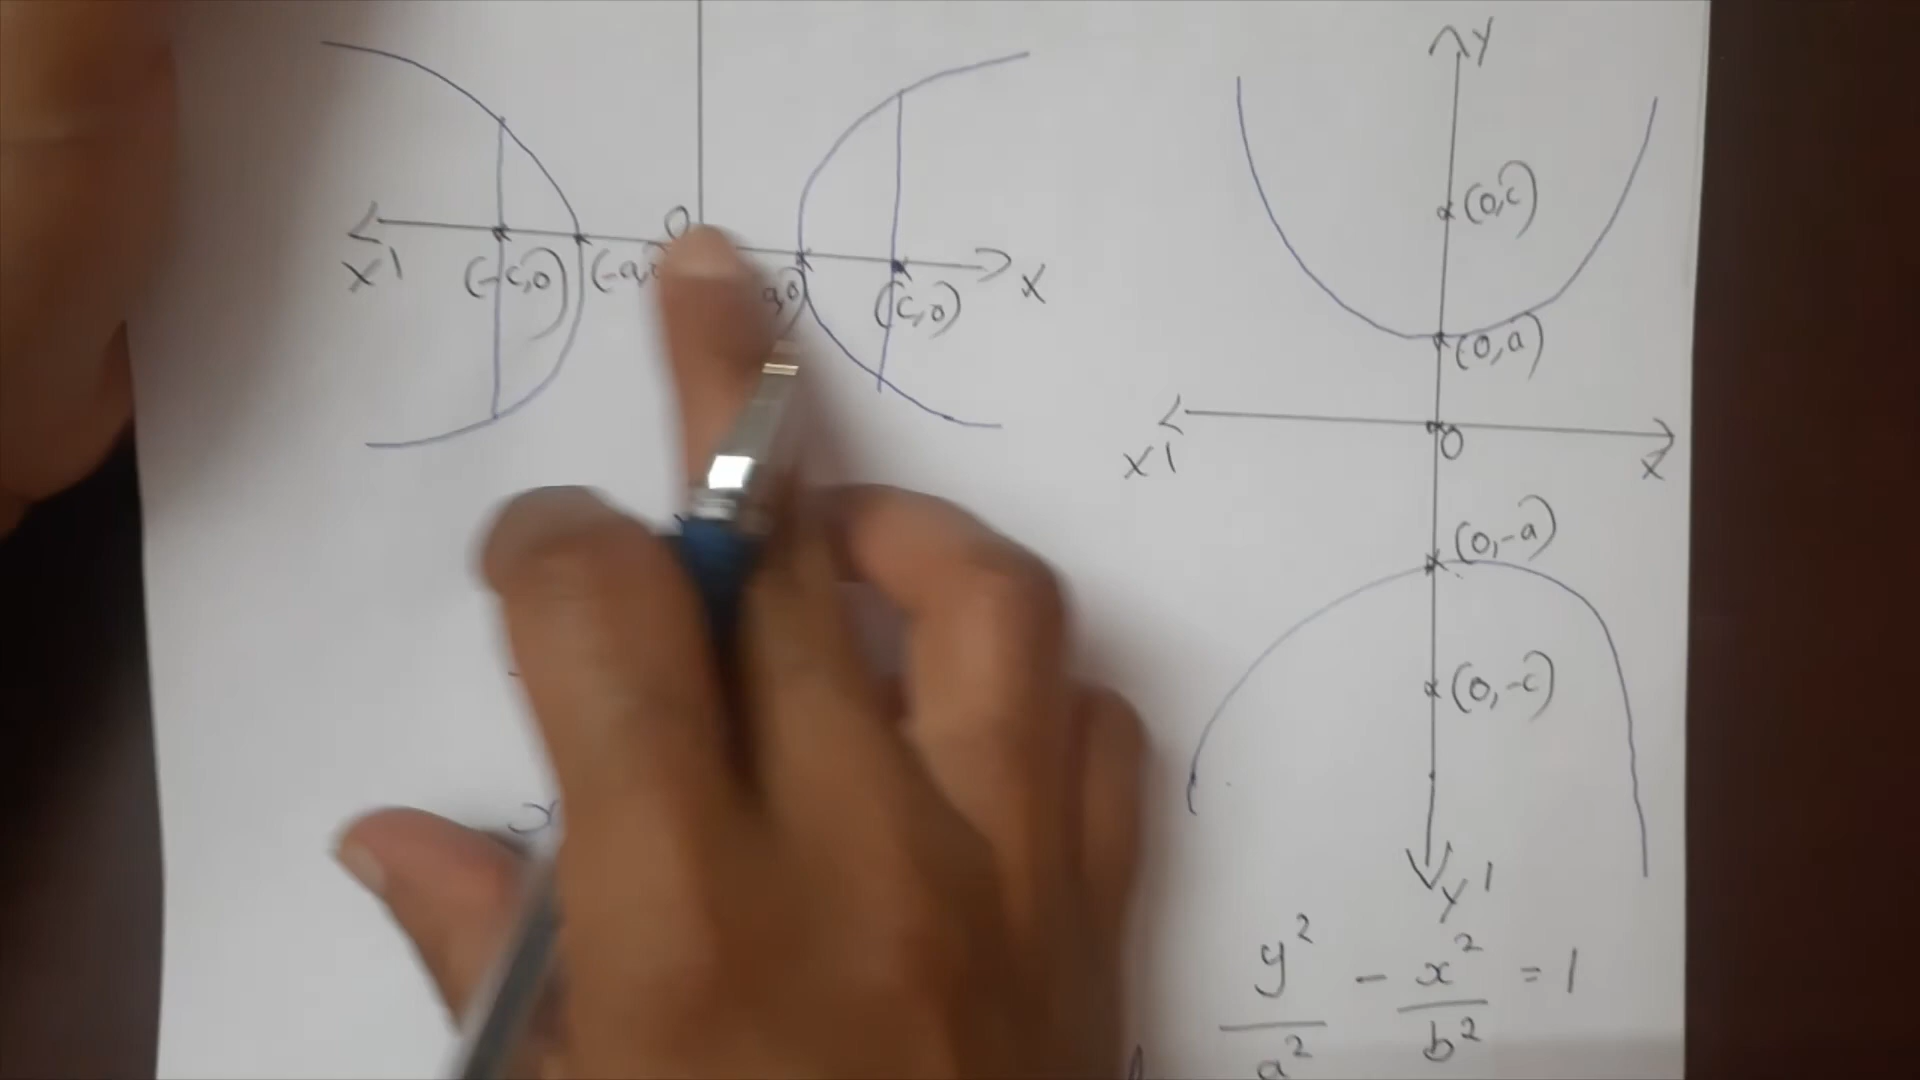 O
X'
(-c,0)
(c,0)
X
Y
(0,c)
(0,a)
X'
O
X
(0,-a)
(0,-c)
Y'
y² / a² - x² / b² = 1
x